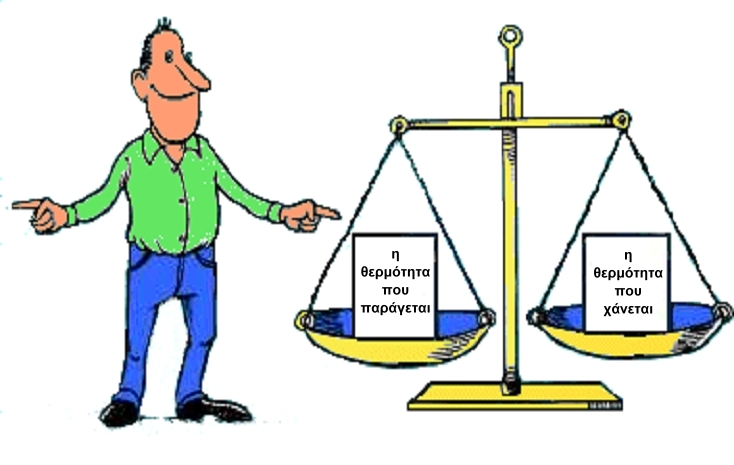 η
θερμότητα
που
παράγεται
η
θερμότητα
που
χάνεται